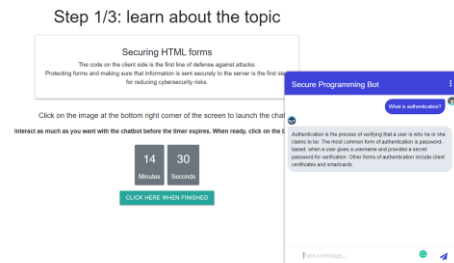 Step 1/3: learn about the topic
Securing HTML forms
The code on the client side is the first line of defense against attacks.
Protecting forms and making sure that information is sent securely to the server is the first
for reducing cybersecurity risks.
Click on the image at the bottom right corner of the screen to launch the
Interact as much as you want with the chatbot before the timer expires. When ready, click on the
14
30
Minutes
Seconds
CLICK HERE WHEN FINISHED
Secure Programming Bot
What is authentication?
Authentication is the process of verifying that a user is who he or she
claims to be. The most common form of authentication is password-
based, when a user gives a username and provides a secret
password for verification. Other forms of authentication include client
certificates and smartcards.
Type a message...